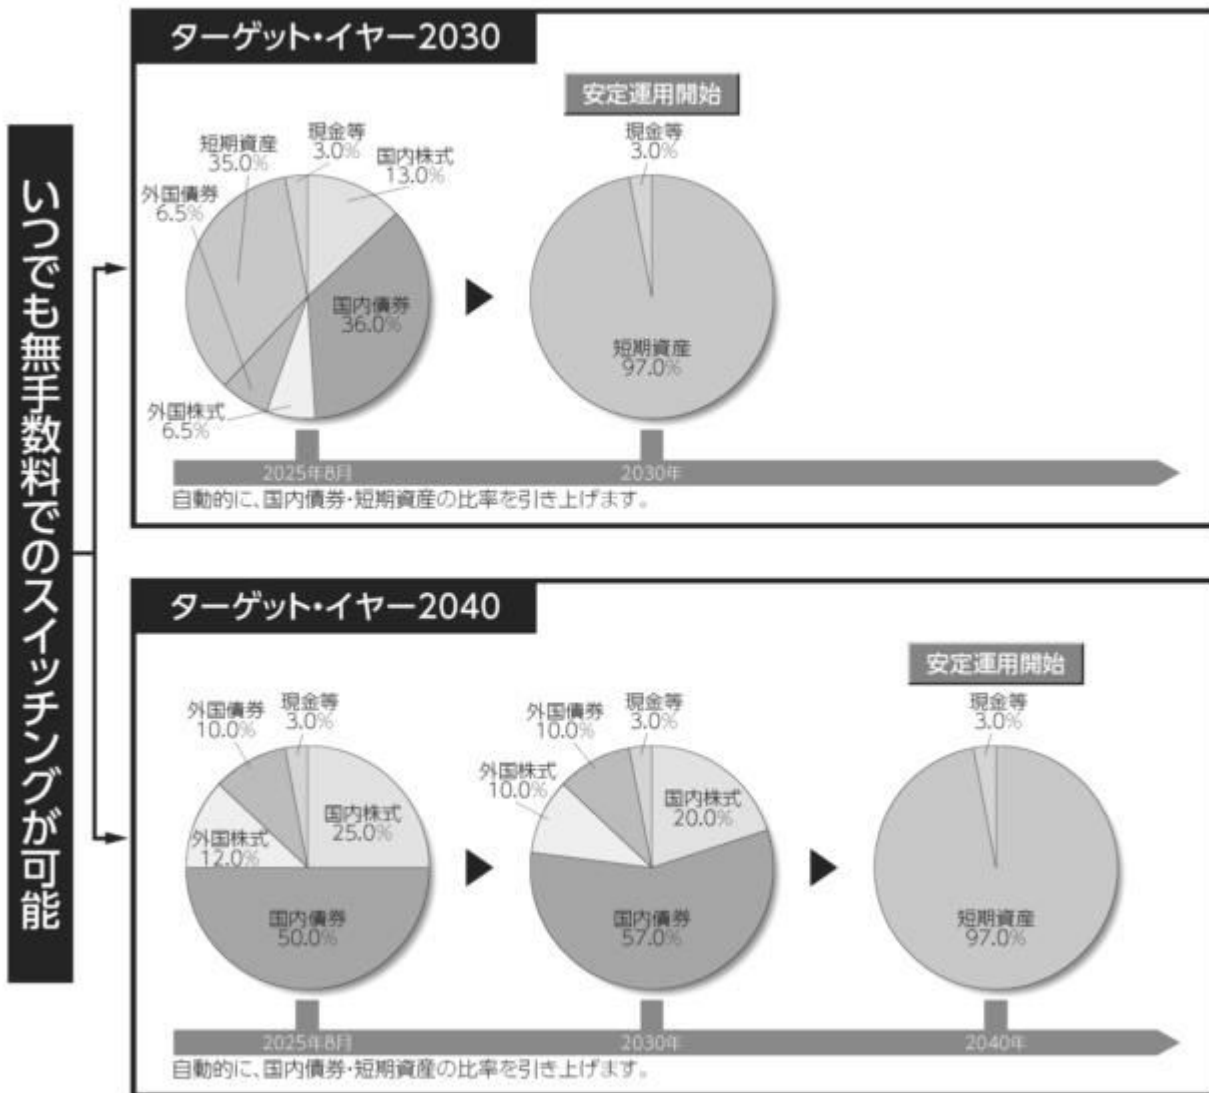 いつでも無手数料でのスイッチングが可能
ターゲット・イヤー2030
安定運用開始
短期資産
35.0%
現金等
3.0%
国内株式
13.0%
外国債券
6.5%
国内債券
36.0%
外国株式
6.5%
現金等
3.0%
短期資産
97.0%
2025年8月
2030年
自動的に、国内債券・短期資産の比率を引き上げます。
ターゲット・イヤー2040
安定運用開始
外国債券
10.0%
現金等
3.0%
国内株式
25.0%
外国株式
12.0%
国内債券
50.0%
外国債券
10.0%
現金等
3.0%
外国株式
10.0%
国内株式
20.0%
国内債券
57.0%
現金等
3.0%
短期資産
97.0%
2025年8月
2030年
2040年
自動的に、国内債券・短期資産の比率を引き上げます。